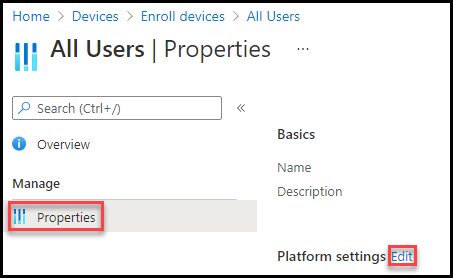 Home > Devices > Enroll devices > All Users
All Users | Properties ...
Search (Ctrl+/) «
Overview
Manage
Properties
Basics
Name
Description
Platform settings Edit